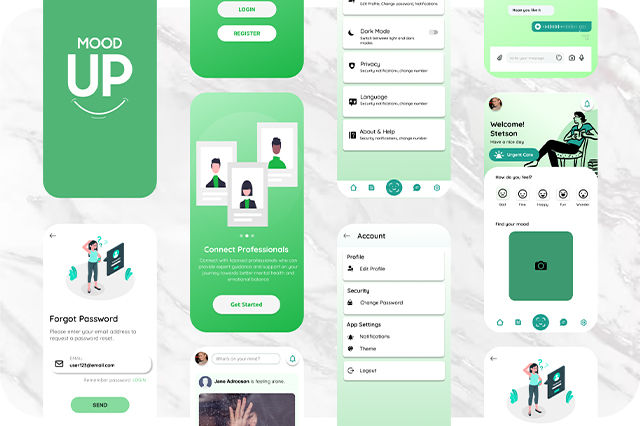 MOOD
UP
Forgot Password
Please enter your email address to
request a password reset.
EMAIL
user123@email.com
Remember password LOGIN
SEND
LOGIN
REGISTER
Connect Professionals
Connect with licensed professionals who can
provide expert guidance and support on your
journey towards better mental health and
emotional balance
Get Started
What's on your mind?
Jane Adrocson is feeling alone.
Edit Profile, Change password, Notifications.
Dark Mode
Switch between light and dark
modes
Privacy
Security notifications, change number
Language
Security notifications, change number
About & Help
Security notifications, change number
Account
Profile
Edit Profile
Security
Change Password
App Settings
Notifications
Theme
Logout
Hope you like it
Write your message
Welcome!
Stetson
Have a nice day
Urgent Care
How do you feel?
Fine
Happy
Fun
Find your mood